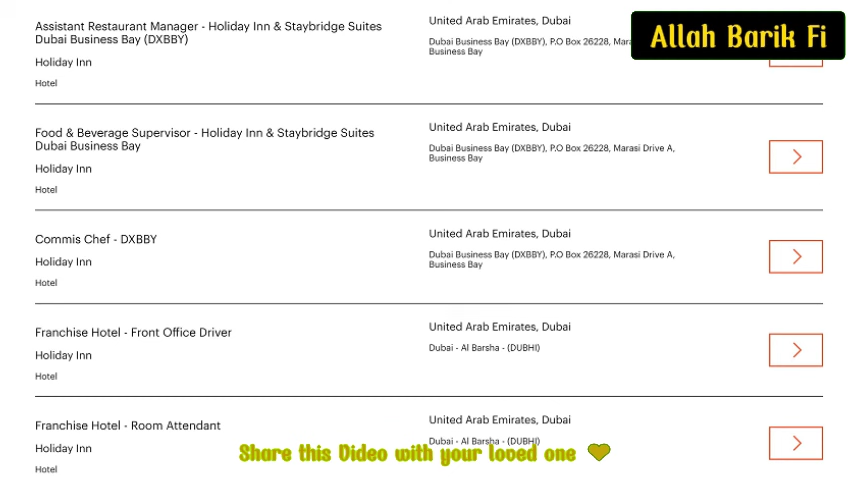 Assistant Restaurant Manager - Holiday Inn & Staybridge Suites
Dubai Business Bay (DXBBY)
Holiday Inn
Hotel
United Arab Emirates, Dubai
Dubai Business Bay (DXBBY), P.O Box 26228,
Business Bay
Allah Barik Fi
Food & Beverage Supervisor - Holiday Inn & Staybridge Suites
Dubai Business Bay
Holiday Inn
Hotel
United Arab Emirates, Dubai
Dubai Business Bay (DXBBY), P.O Box 26228, Marasi Drive A,
Business Bay
Commis Chef - DXBBY
Holiday Inn
Hotel
United Arab Emirates, Dubai
Dubai Business Bay (DXBBY), P.O Box 26228, Marasi Drive A,
Business Bay
Franchise Hotel - Front Office Driver
Holiday Inn
Hotel
United Arab Emirates, Dubai
Dubai - Al Barsha - (DUBHI)
Franchise Hotel - Room Attendant
Holiday Inn
Hotel
United Arab Emirates, Dubai
Dubai - Al Barsha - (DUBHI)
Share this Video with your loved one